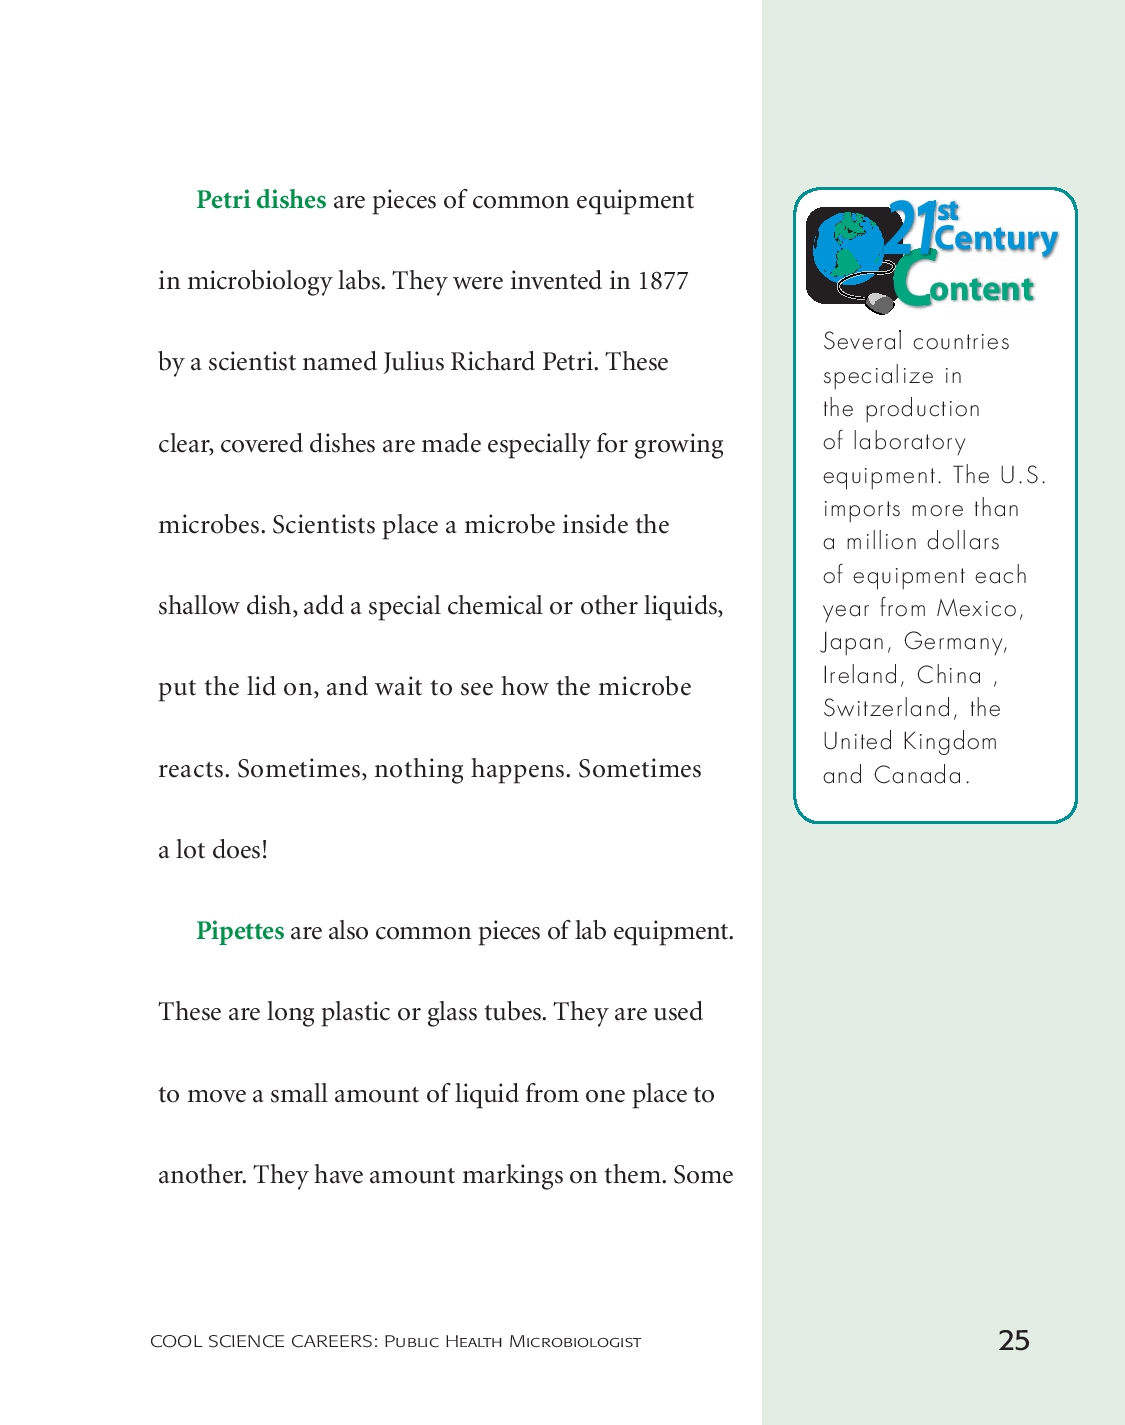 Petri dishes are pieces of common equipment
in microbiology labs. They were invented in 1877
by a scientist named Julius Richard Petri. These
clear, covered dishes are made especially for growing
microbes. Scientists place a microbe inside the
shallow dish, add a special chemical or other liquids,
put the lid on, and wait to see how the microbe
reacts. Sometimes, nothing happens. Sometimes
a lot does!
Pipettes are also common pieces of lab equipment.
These are long plastic or glass tubes. They are used
to move a small amount of liquid from one place to
another. They have amount markings on them. Some
21st
Century
Content
Several countries
specialize in
the production
of laboratory
equipment. The U.S.
imports more than
a million dollars
of equipment each
year from Mexico,
Japan, Germany,
Ireland, China ,
Switzerland, the
United Kingdom
and Canada.
COOL SCIENCE CAREERS: Public Health Microbiologist
25